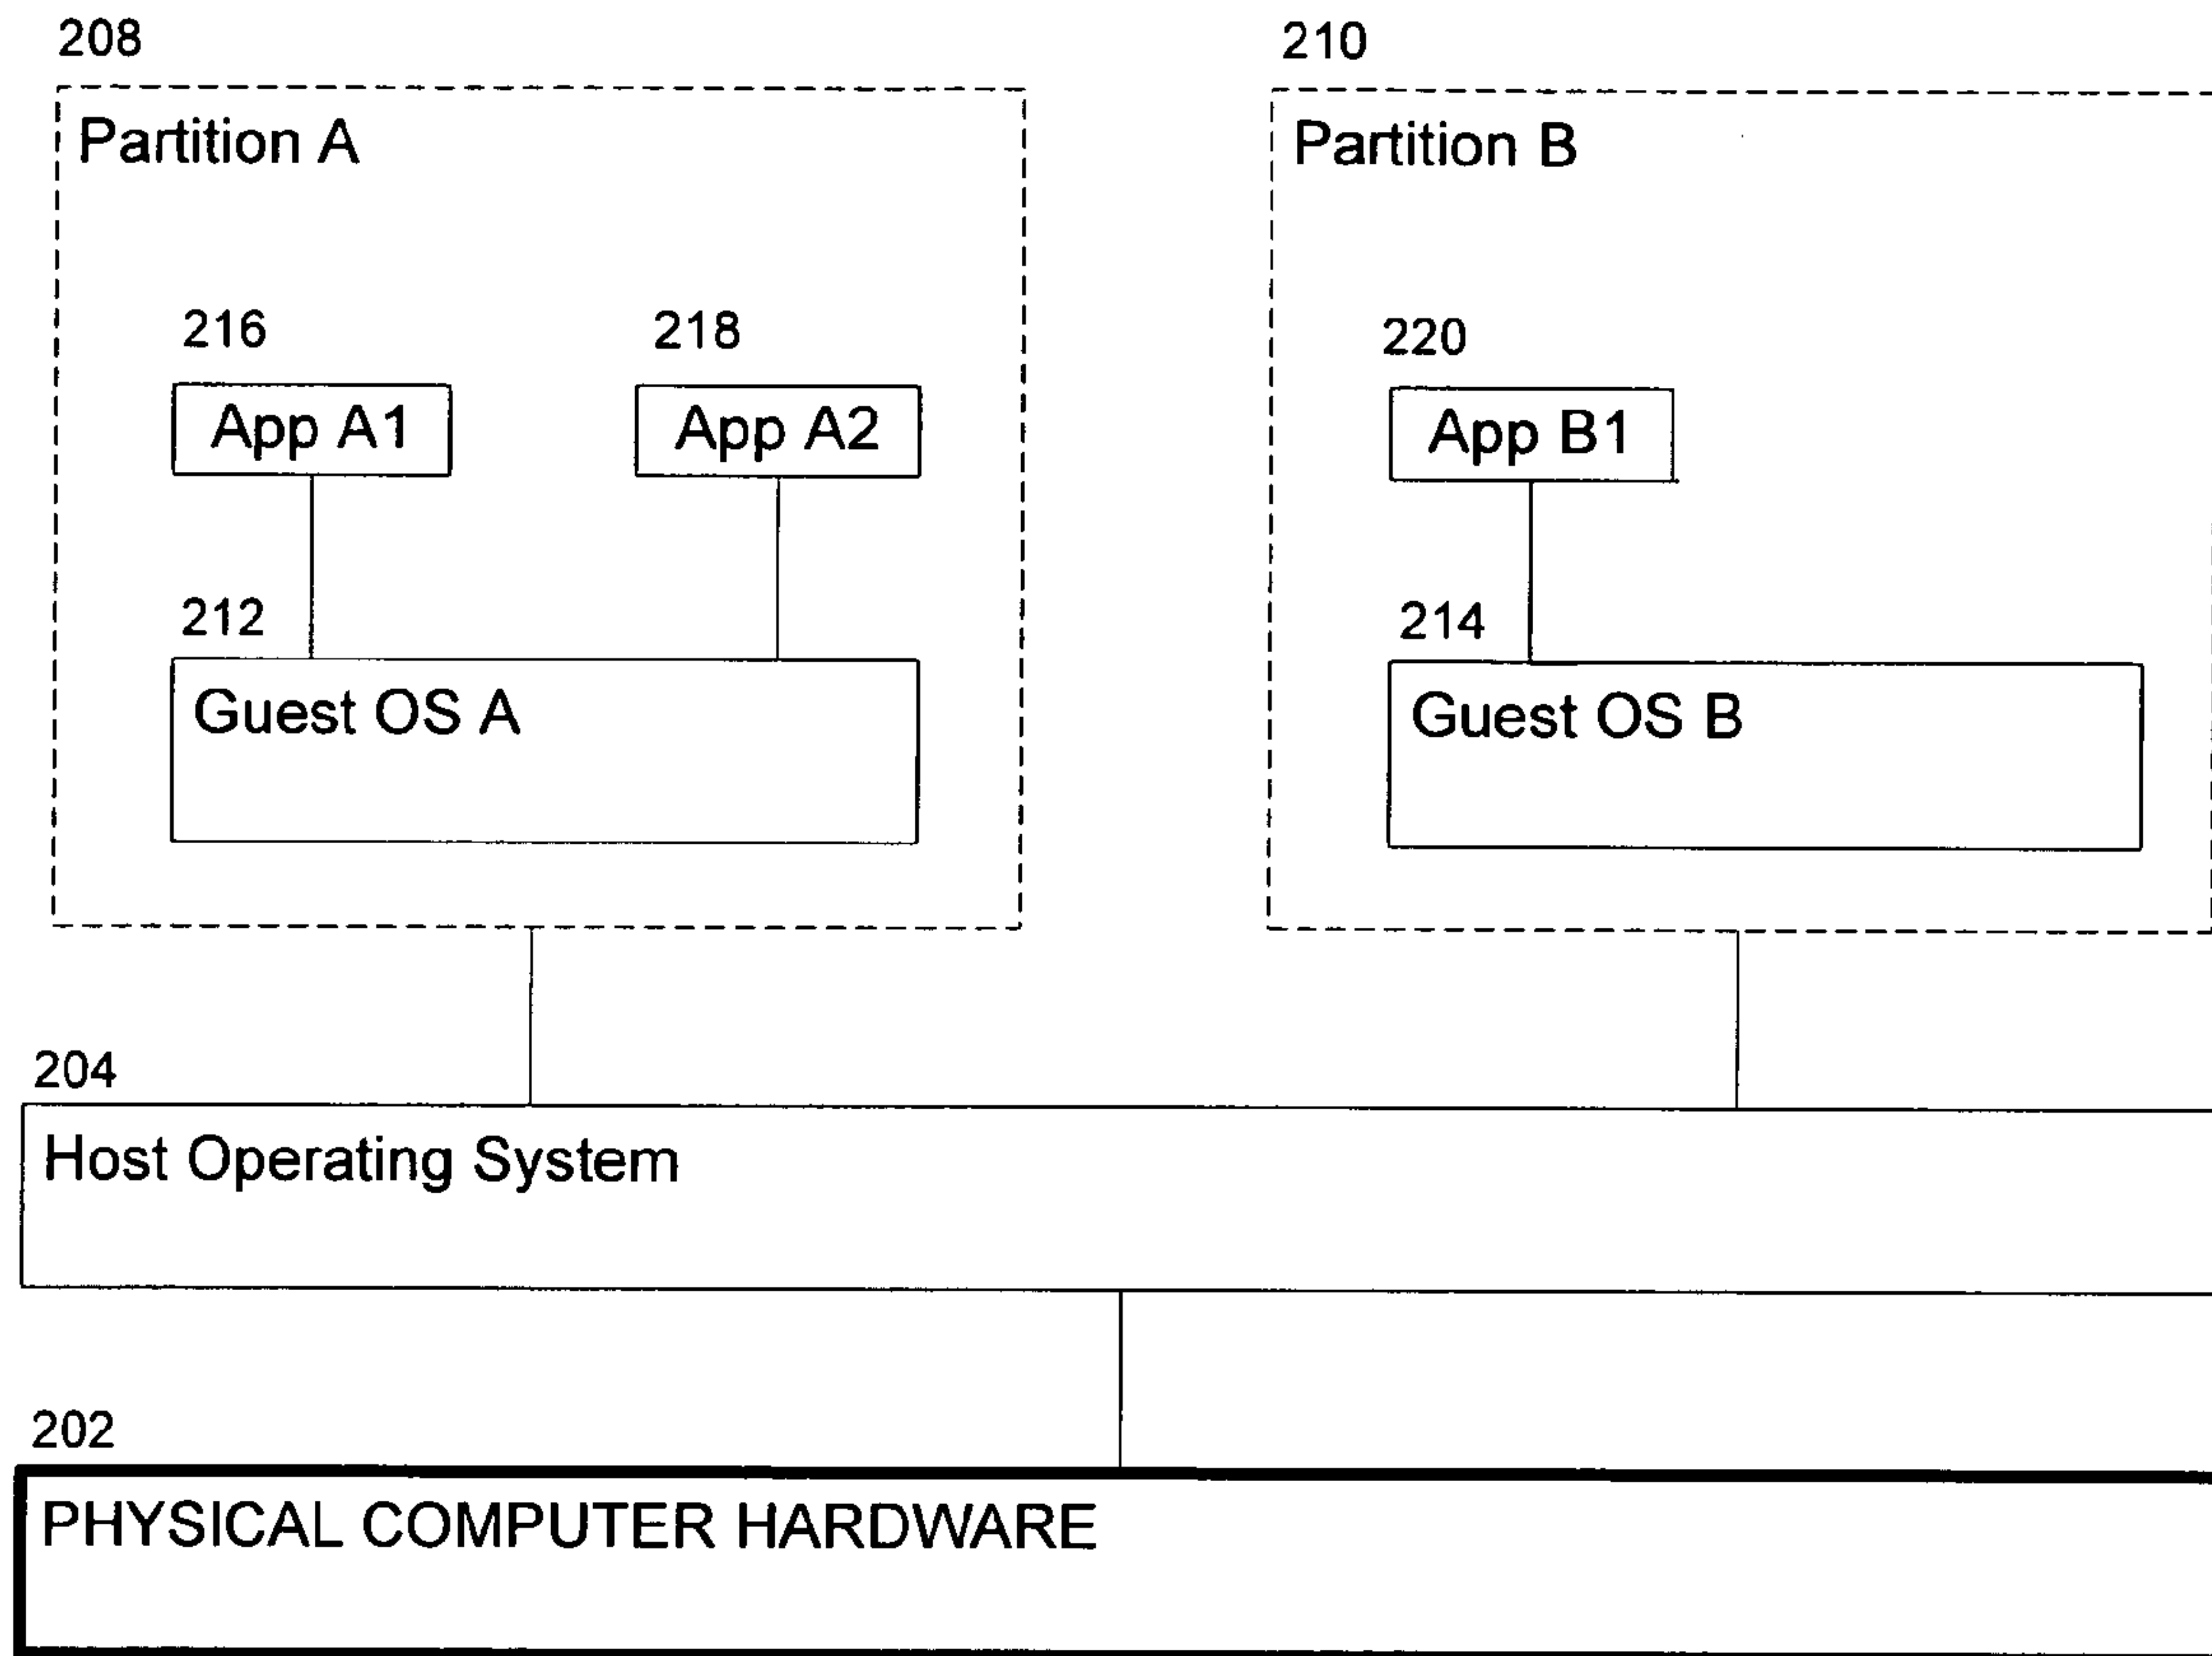 208
210
Partition A
Partition B
216
218
220
App A1
App A2
App B1
212
214
Guest OS A
Guest OS B
204
Host Operating System
202
PHYSICAL COMPUTER HARDWARE